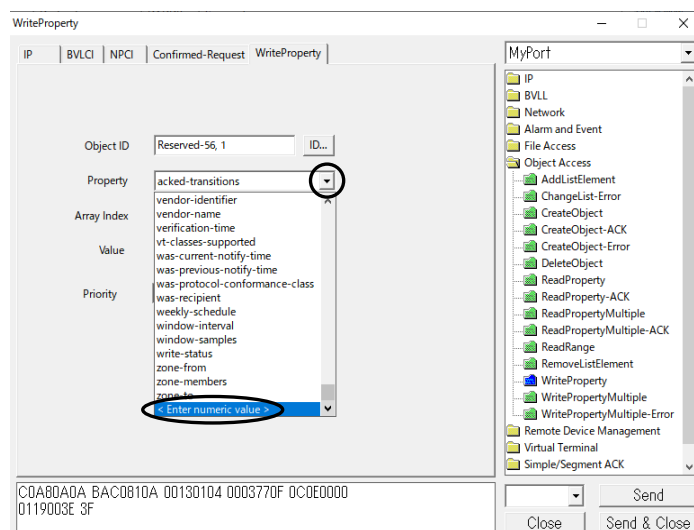 WriteProperty
IP BVLCI NPCI Confirmed-Request WriteProperty
Object ID Reserved-56, 1 ID...
Property acked-transitions
Array Index
Value
Priority
vendor-identifier
vendor-name
verification-time
vt-classes-supported
was-current-notify-time
was-previous-notify-time
was-protocol-conformance-class
was-recipient
weekly-schedule
window-interval
window-samples
write-status
zone-from
zone-members
zone-to
< Enter numeric value >
MyPort
IP
BVLL
Network
Alarm and Event
File Access
Object Access
AddListElement
ChangeList-Error
CreateObject
CreateObject-ACK
CreateObject-Error
DeleteObject
ReadProperty
ReadProperty-ACK
ReadPropertyMultiple
ReadPropertyMultiple-ACK
ReadRange
RemoveListElement
WriteProperty
WritePropertyMultiple
WritePropertyMultiple-Error
Remote Device Management
Virtual Terminal
Simple/Segment ACK
C0A80A0A BAC0810A 00130104 0003770F 0C0E0000
0119003E 3F
Send
Close Send & Close